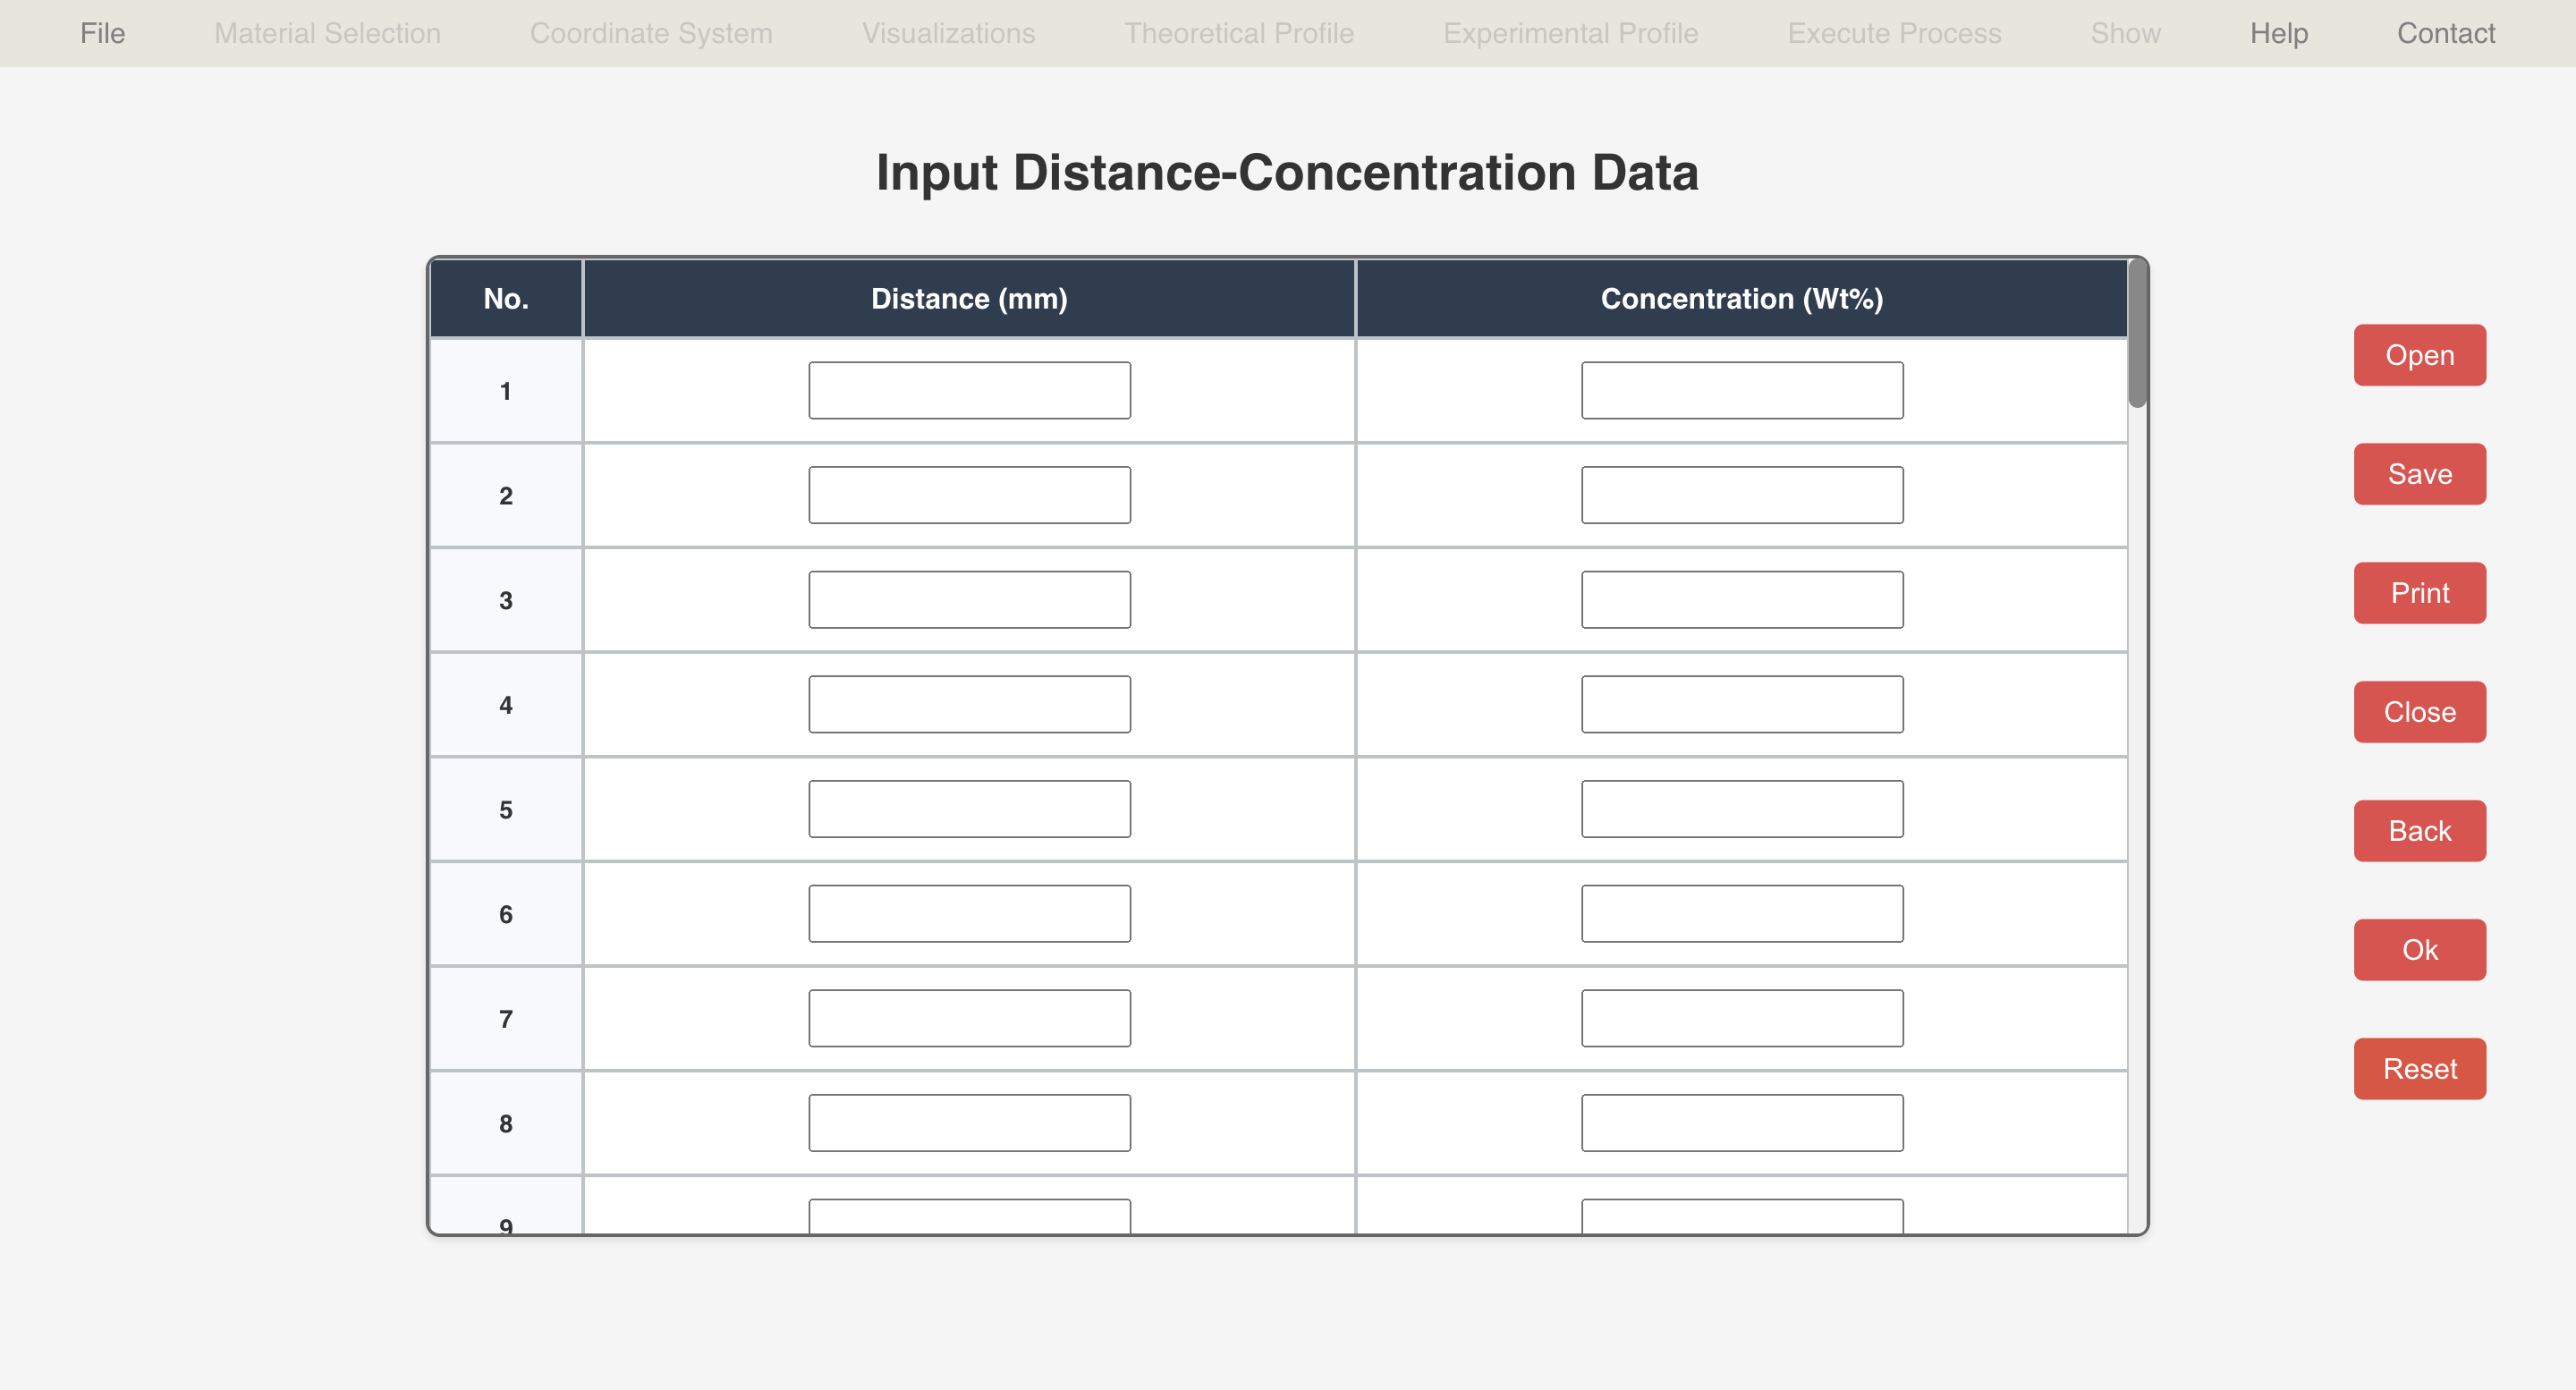 File Material Selection Coordinate System Visualizations Theoretical Profile Experimental Profile Execute Process Show Help Contact
Input Distance-Concentration Data
No. Distance (mm) Concentration (Wt%)
1
2
3
4
5
6
7
8
9
Open
Save
Print
Close
Back
Ok
Reset